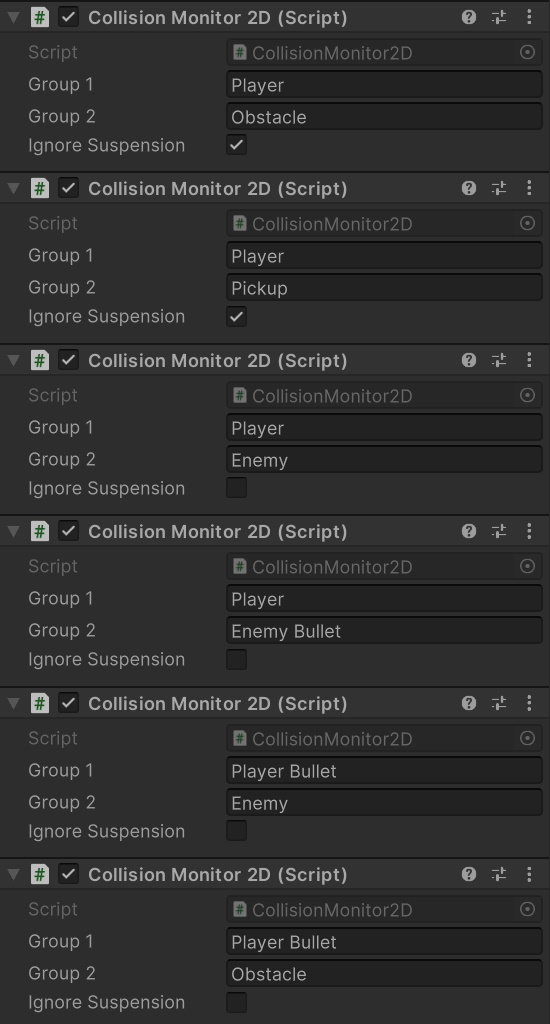 Collision Monitor 2D (Script)
Script CollisionMonitor2D
Group 1 Player
Group 2 Obstacle
Ignore Suspension
Collision Monitor 2D (Script)
Script CollisionMonitor2D
Group 1 Player
Group 2 Pickup
Ignore Suspension
Collision Monitor 2D (Script)
Script CollisionMonitor2D
Group 1 Player
Group 2 Enemy
Ignore Suspension
Collision Monitor 2D (Script)
Script CollisionMonitor2D
Group 1 Player
Group 2 Enemy Bullet
Ignore Suspension
Collision Monitor 2D (Script)
Script CollisionMonitor2D
Group 1 Player Bullet
Group 2 Enemy
Ignore Suspension
Collision Monitor 2D (Script)
Script CollisionMonitor2D
Group 1 Player Bullet
Group 2 Obstacle
Ignore Suspension